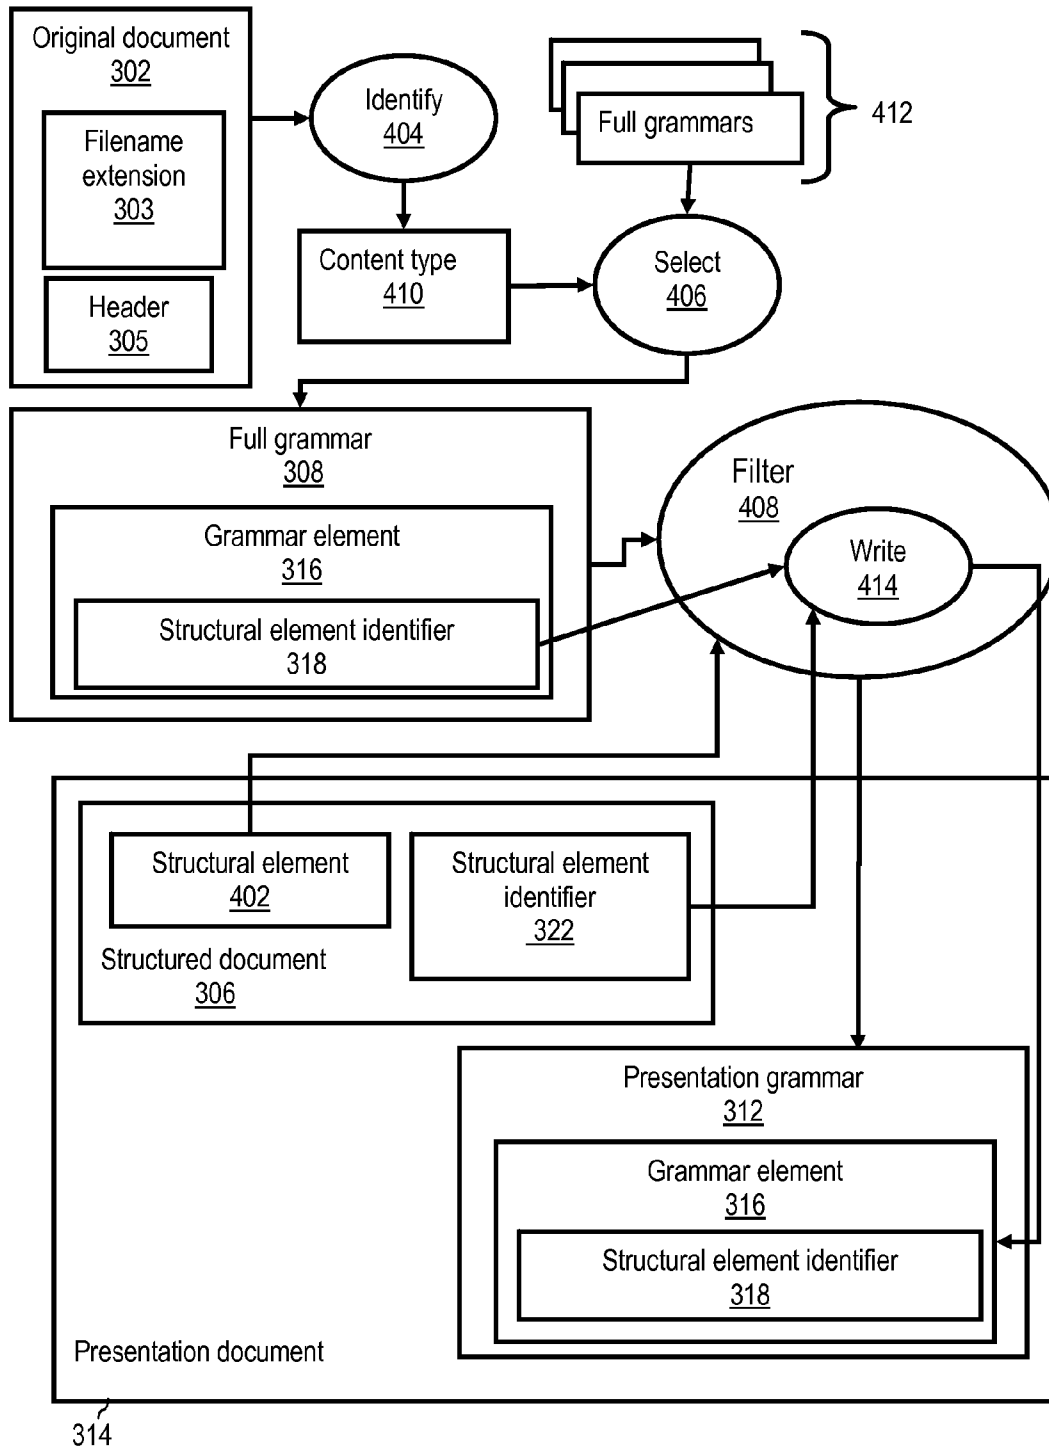 Original document
302
Filename
extension
303
Header
305
Identify
404
Full grammars
412
Content type
410
Select
406
Full grammar
308
Grammar element
316
Structural element identifier
318
Filter
408
Write
414
Structural element
402
Structural element
identifier
322
Structured document
306
Presentation grammar
312
Grammar element
316
Structural element identifier
318
Presentation document
314